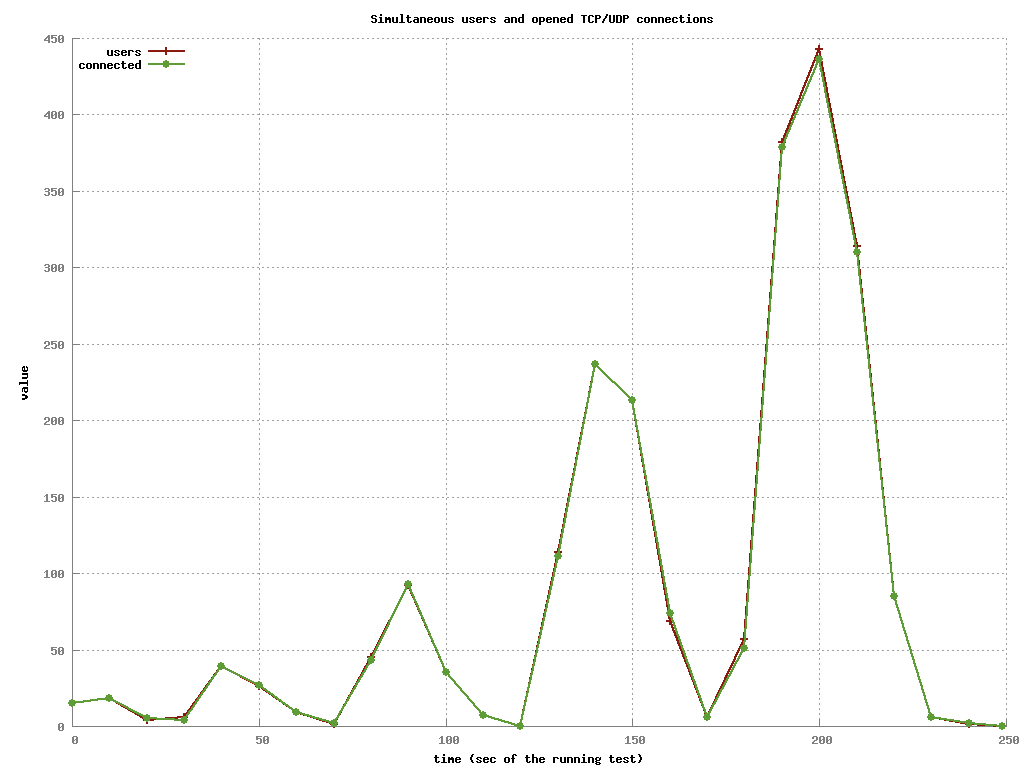 Simultaneous users and opened TCP/UDP connections
450
users
connected
400
350
300
250
value
200
150
100
50
0
0 50 100 150 200 250
time (sec of the running test)